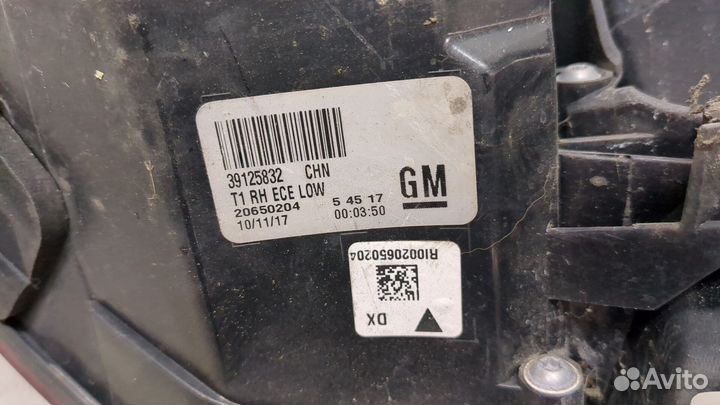 39125832 CHN
T1 RH ECE LOW
20650204 5 45 17
10/11/17 00:03:50
GM
RI0020650204
DX
Avito